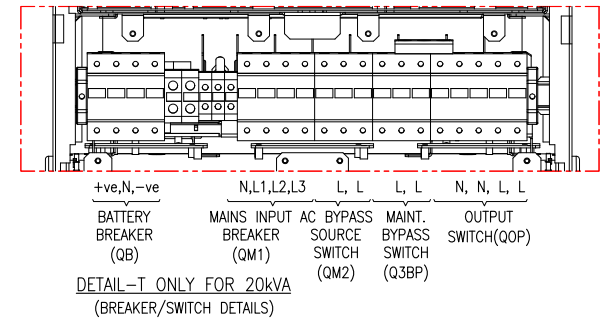 +ve,N,-ve N,L1,L2,L3 L, L L, L N, N, L, L
BATTERY BREAKER (QB)
MAINS INPUT BREAKER (QM1)
AC BYPASS SOURCE SWITCH (QM2)
MAINT. BYPASS SWITCH (Q3BP)
OUTPUT SWITCH(QOP)
DETAIL-T ONLY FOR 20kVA
(BREAKER/SWITCH DETAILS)